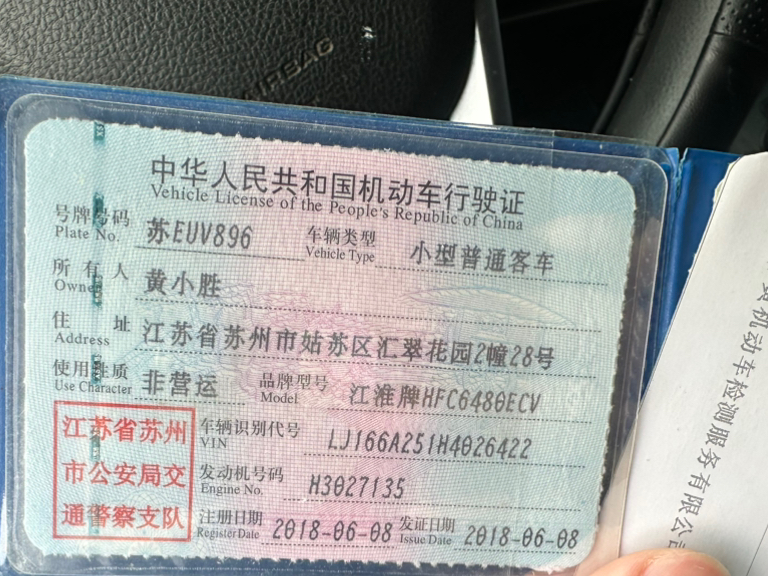 AIRBAG
中华人民共和国机动车行驶证
Vehicle License of the People's Republic of China
号牌号码 苏EUV896 车辆类型 小型普通客车
Plate No. Vehicle Type
所有人 黄小胜
Owner
住址 江苏省苏州市姑苏区汇翠花园2幢28号
Address
使用性质 非营运 品牌型号 江淮牌HFC6480ECV
Use Character Model
江苏省苏州
市公安局交
通警察支队
车辆识别代号 LJ166A251H4026422
VIN
发动机号码 H3027135
Engine No.
注册日期 2018-06-08 发证日期 2018-06-08
Register Date Issue Date
机动车检测服务有限公